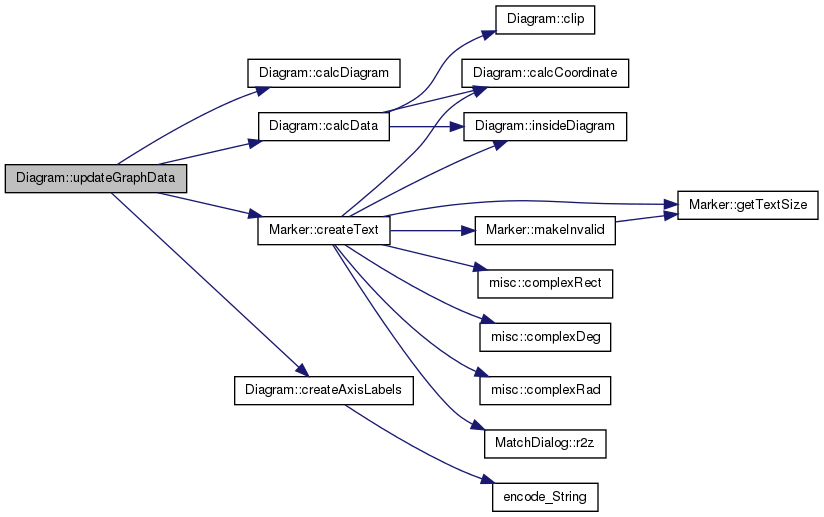 Diagram::clip
Diagram::calcDiagram
Diagram::calcCoordinate
Diagram::calcData
Diagram::insideDiagram
Diagram::updateGraphData
Marker::getTextSize
Marker::createText
Marker::makeInvalid
misc::complexRect
misc::complexDeg
Diagram::createAxisLabels
misc::complexRad
MatchDialog::r2z
encode_String